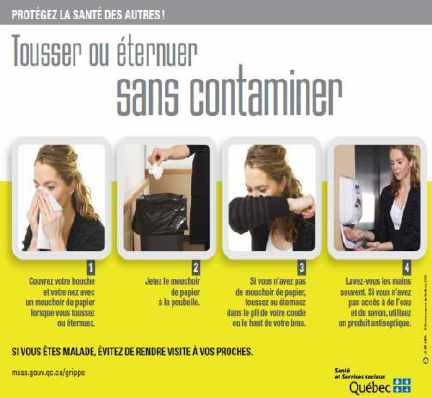 PROTÉGEZ LA SANTÉ DES AUTRES !
Tousser ou éternuer
sans contaminer
1
Couvrez votre bouche
et votre nez avec
un mouchoir de papier
lorsque vous toussez
ou éternuez.
2
Jetez le mouchoir
de papier
à la poubelle.
3
Si vous n'avez pas
de mouchoir de papier,
toussez ou éternuez
dans le pli de votre coude
ou le haut de votre bras.
4
Lavez-vous les mains
souvent. Si vous n'avez
pas accès à de l'eau
et du savon, utilisez
un produit antiseptique.
SI VOUS ÊTES MALADE, ÉVITEZ DE RENDRE VISITE À VOS PROCHES.
msss.gouv.qc.ca/grippe
Santé
et Services sociaux
Québec